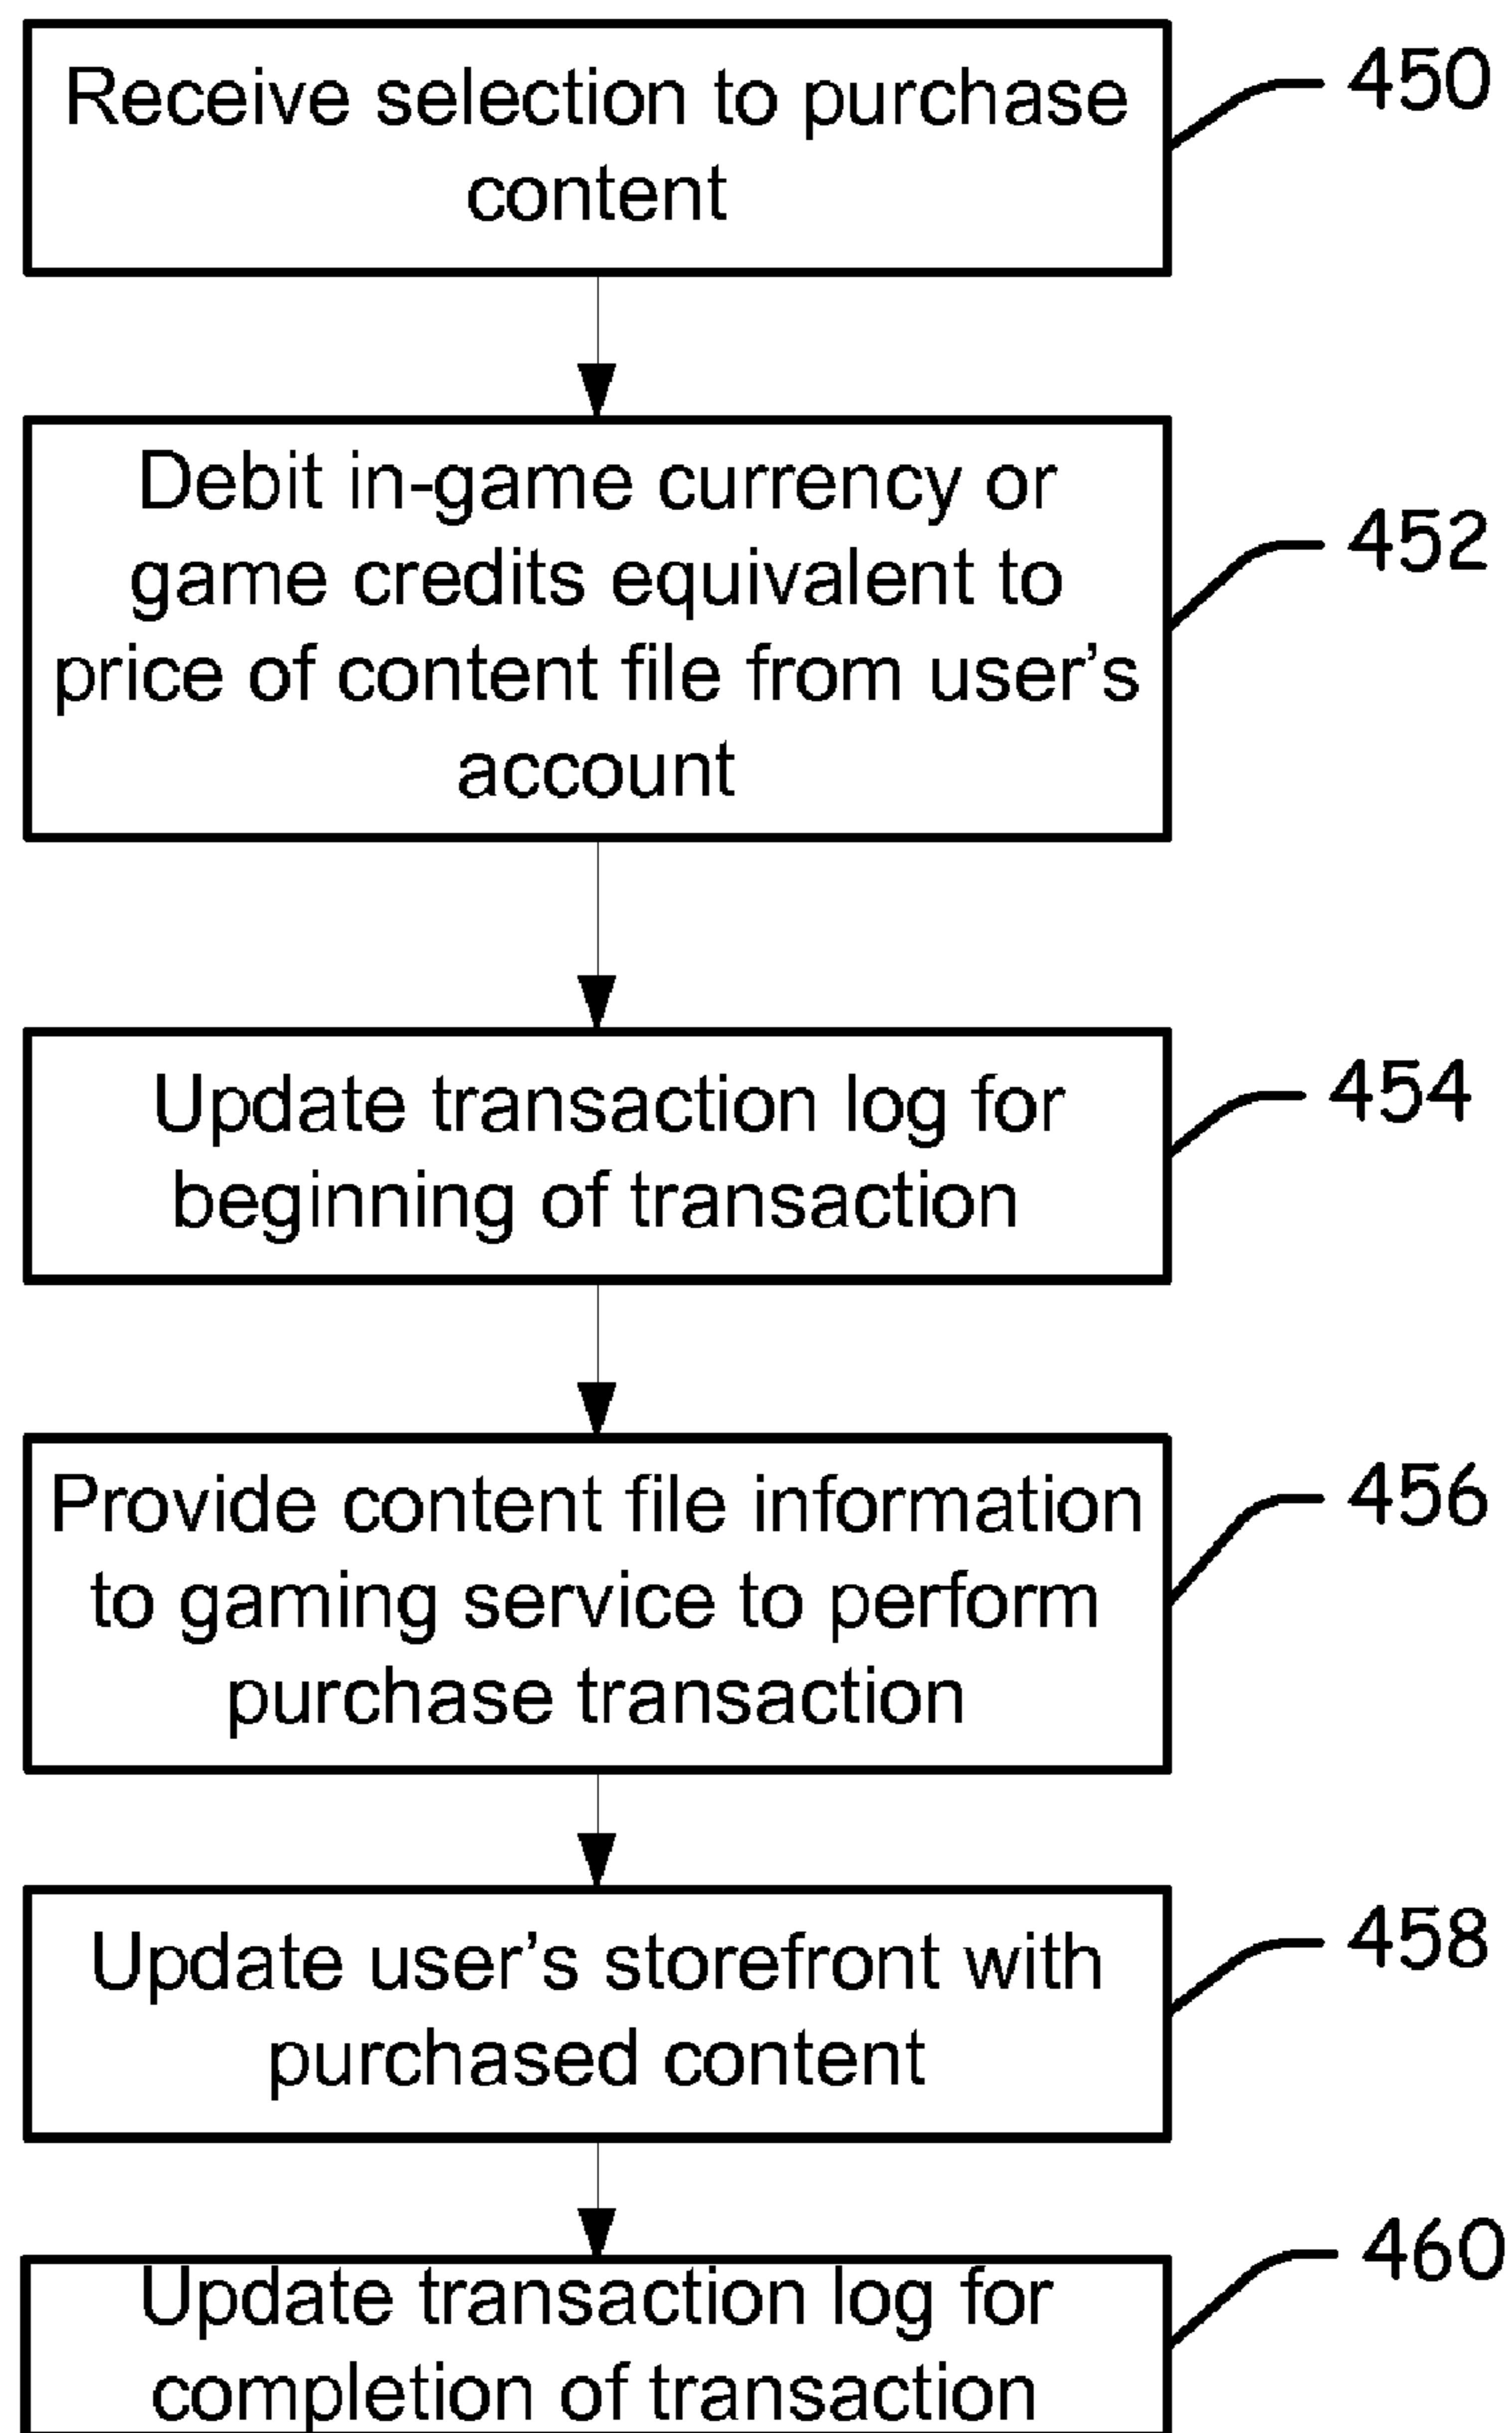 Receive selection to purchase
content
450
Debit in-game currency or
game credits equivalent to
price of content file from user's
account
452
Update transaction log for
beginning of transaction
454
Provide content file information
to gaming service to perform
purchase transaction
456
Update user's storefront with
purchased content
458
Update transaction log for
completion of transaction
460